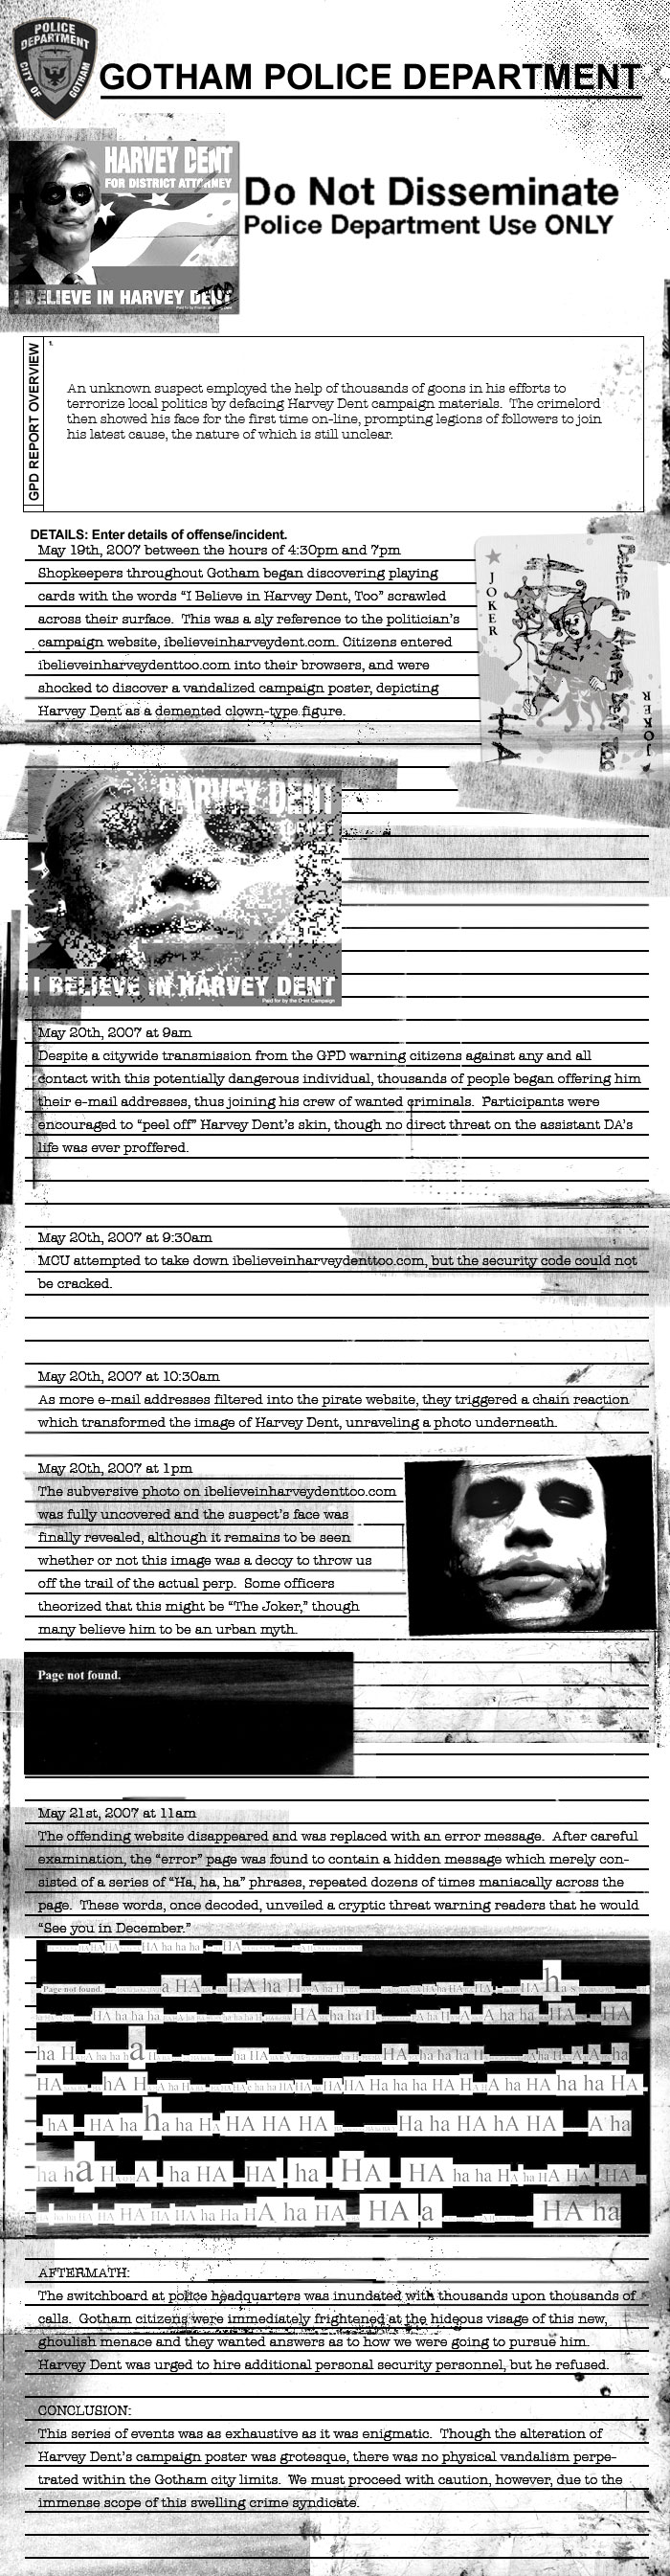 POLICE
DEPARTMENT
CITY OF GOTHAM
GOTHAM POLICE DEPARTMENT
HARVEY DENT
FOR DISTRICT ATTORNEY
I BELIEVE IN HARVEY DENT
TOO
Do Not Disseminate
Police Department Use ONLY
GPD REPORT OVERVIEW
1.
An unknown suspect employed the help of thousands of goons in his efforts to
terrorize local politics by defacing Harvey Dent campaign materials. The crimelord
then showed his face for the first time on-line, prompting legions of followers to join
his latest cause, the nature of which is still unclear.
DETAILS: Enter details of offense/incident.
May 19th, 2007 between the hours of 4:30pm and 7pm
Shopkeepers throughout Gotham began discovering playing
cards with the words “I Believe in Harvey Dent, Too” scrawled
across their surface. This was a sly reference to the politician’s
campaign website, ibelieveinharveydent.com. Citizens entered
ibelieveinharveydenttoo.com into their browsers, and were
shocked to discover a vandalized campaign poster, depicting
Harvey Dent as a demented clown-type figure.
JOKER
I BELIEVE IN HARVEY DENT TOO
HA
JOKER
HARVEY DENT
I BELIEVE IN HARVEY DENT
Paid for by the Dent Campaign
May 20th, 2007 at 9am
Despite a citywide transmission from the GPD warning citizens against any and all
contact with this potentially dangerous individual, thousands of people began offering him
their e-mail addresses, thus joining his crew of wanted criminals. Participants were
encouraged to “peel off” Harvey Dent’s skin, though no direct threat on the assistant DA’s
life was ever proffered.
May 20th, 2007 at 9:30am
MCU attempted to take down ibelieveinharveydenttoo.com, but the security code could not
be cracked.
May 20th, 2007 at 10:30am
As more e-mail addresses filtered into the pirate website, they triggered a chain reaction
which transformed the image of Harvey Dent, unraveling a photo underneath.
May 20th, 2007 at 1pm
The subversive photo on ibelieveinharveydenttoo.com
was fully uncovered and the suspect’s face was
finally revealed, although it remains to be seen
whether or not this image was a decoy to throw us
off the trail of the actual perp. Some officers
theorized that this might be “The Joker,” though
many believe him to be an urban myth.
Page not found.
May 21st, 2007 at 11am
The offending website disappeared and was replaced with an error message. After careful
examination, the “error” page was found to contain a hidden message which merely con-
sisted of a series of “Ha, ha, ha” phrases, repeated dozens of times maniacally across the
page. These words, once decoded, unveiled a cryptic threat warning readers that he would
“See you in December.”
HA HA HA HA ha ha ba HA
Page not found. a HA HA ha H HA ha
HA ha ha ha HA ha ha H A ha ha HA HA
ha H a ha HA HA ha ha ha H ha
HA hA H HA Ha ha ha HA H A ha HA ha ha HA
hA HA ha ha ha H HA HA HA Ha ha HA hA HA A ha
ha ha HA ha HA HA ha HA HA ha ha H ha HA HA HA
HA HA HA ha Ha HA ha HA HA a HA ha
AFTERMATH:
The switchboard at police headquarters was inundated with thousands upon thousands of
calls. Gotham citizens were immediately frightened at the hideous visage of this new,
ghoulish menace and they wanted answers as to how we were going to pursue him.
Harvey Dent was urged to hire additional personal security personnel, but he refused.
CONCLUSION:
This series of events was as exhaustive as it was enigmatic. Though the alteration of
Harvey Dent’s campaign poster was grotesque, there was no physical vandalism perpe-
trated within the Gotham city limits. We must proceed with caution, however, due to the
immense scope of this swelling crime syndicate.